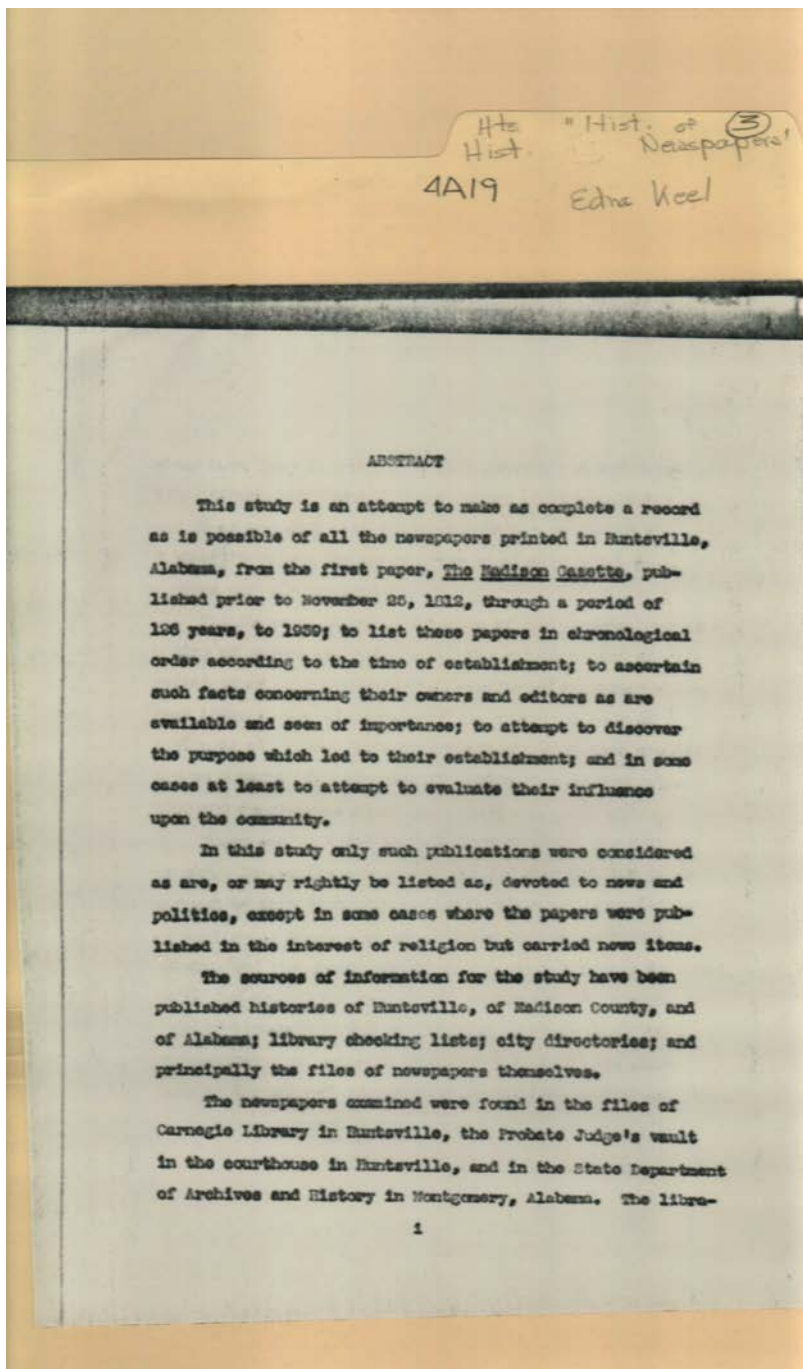 Hts "Hist. of ③
Hist. Newspapers"
4A19 Edna Keel
ABSTRACT
This study is an attempt to make as complete a record
as is possible of all the newspapers printed in Huntsville,
Alabama, from the first paper, The Madison Gazette, pub-
lished prior to November 25, 1812, through a period of
126 years, to 1939; to list these papers in chronological
order according to the time of establishment; to ascertain
such facts concerning their owners and editors as are
available and seem of importance; to attempt to discover
the purpose which led to their establishment; and in some
cases at least to attempt to evaluate their influence
upon the community.
In this study only such publications were considered
as are, or may rightly be listed as, devoted to news and
politics, except in some cases where the papers were pub-
lished in the interest of religion but carried news items.
The sources of information for the study have been
published histories of Huntsville, of Madison County, and
of Alabama; library checking lists; city directories; and
principally the files of newspapers themselves.
The newspapers examined were found in the files of
Carnegie Library in Huntsville, the Probate Judge's vault
in the courthouse in Huntsville, and in the State Department
of Archives and History in Montgomery, Alabama. The libra-
i